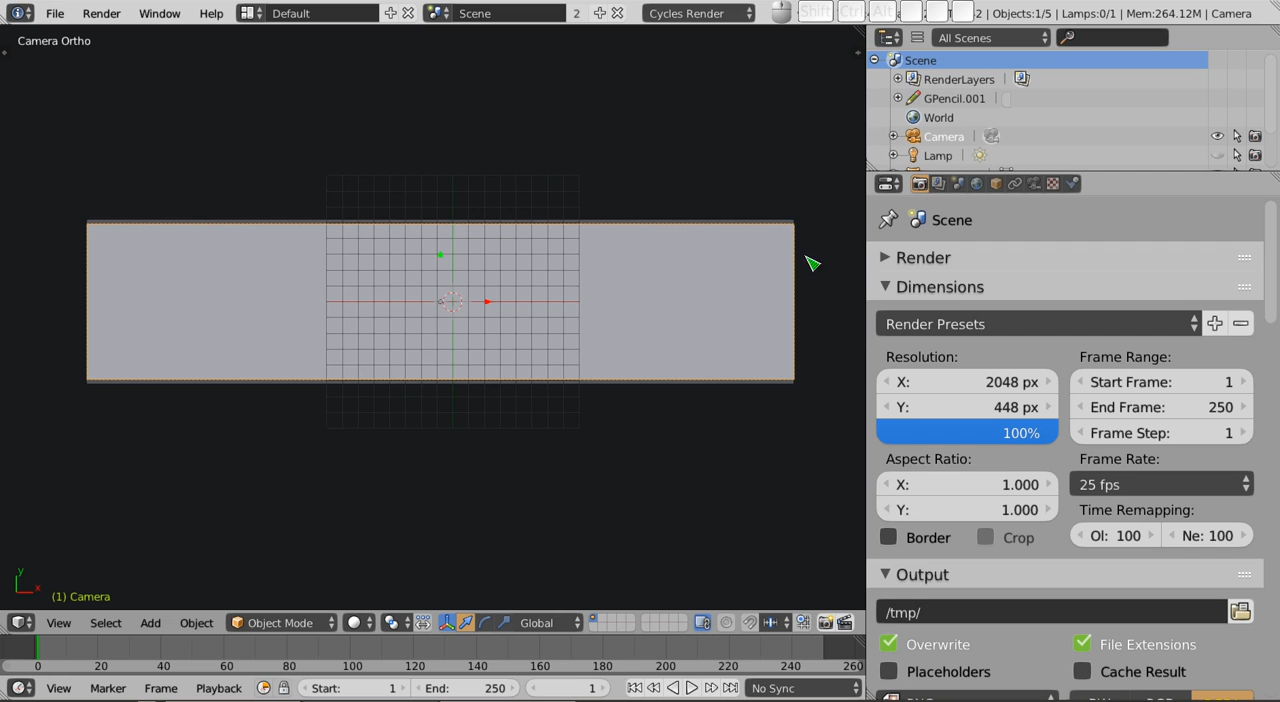 File Render Window Help Default Scene 2 Cycles Render Shift Ctrl Alt 2 | Objects:1/5 | Lamps:0/1 | Mem:264.12M | Camera
Camera Ortho
All Scenes
Scene
RenderLayers
GPencil.001
World
Camera
Lamp
Scene
Render
Dimensions
Render Presets
Resolution: Frame Range:
X: 2048 px Start Frame: 1
Y: 448 px End Frame: 250
100% Frame Step: 1
Aspect Ratio: Frame Rate:
X: 1.000 25 fps
Y: 1.000 Time Remapping:
Border Crop Ol: 100 Ne: 100
Output
/tmp/
Overwrite File Extensions
Placeholders Cache Result
y
x
(1) Camera
View Select Add Object Object Mode Global
0 20 40 60 80 100 120 140 160 180 200 220 240 260
View Marker Frame Playback Start: 1 End: 250 1 No Sync